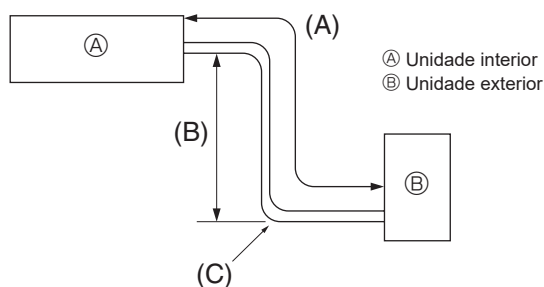 (A)
Ⓐ
Ⓐ Unidade interior
Ⓑ Unidade exterior
(B)
Ⓑ
(C)